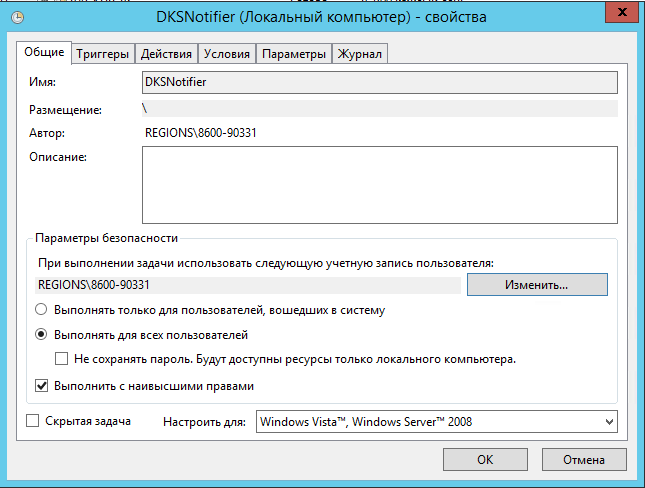 DKSNotifier (Локальный компьютер) - свойства
x
Общие Триггеры Действия Условия Параметры Журнал
Имя: DKSNotifier
Размещение: \
Автор: REGIONS\8600-90331
Описание:
Параметры безопасности
При выполнении задачи использовать следующую учетную запись пользователя:
REGIONS\8600-90331 Изменить...
Выполнять только для пользователей, вошедших в систему
Выполнять для всех пользователей
Не сохранять пароль. Будут доступны ресурсы только локального компьютера.
Выполнить с наивысшими правами
Скрытая задача Настроить для: Windows Vista™, Windows Server™ 2008
ОК Отмена